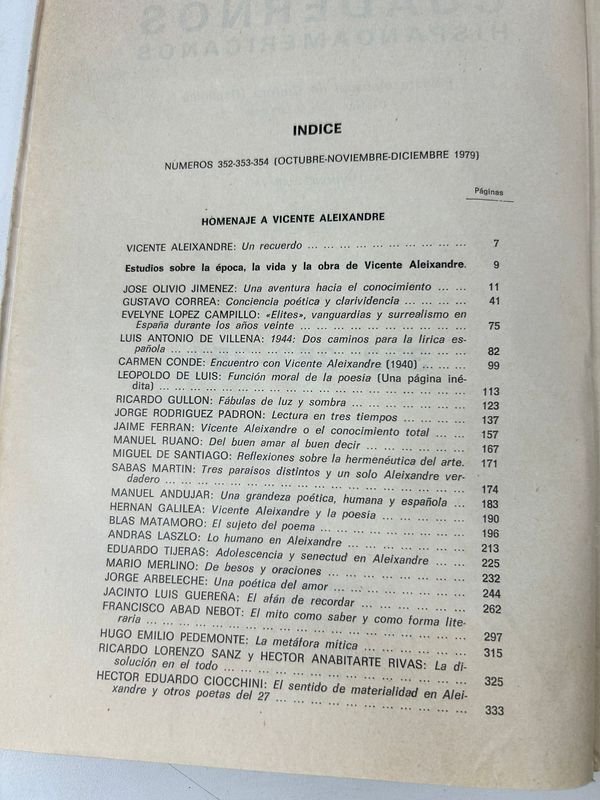 CUADERNOS
HISPANOAMERICANOS
INDICE
NUMEROS 352-353-354 (OCTUBRE-NOVIEMBRE-DICIEMBRE 1979)
Páginas
HOMENAJE A VICENTE ALEIXANDRE
VICENTE ALEIXANDRE: Un recuerdo ... ... ... ... ... ... ... ... ... 7
Estudios sobre la época, la vida y la obra de Vicente Aleixandre. 9
JOSE OLIVIO JIMENEZ: Una aventura hacia el conocimiento ... ... 11
GUSTAVO CORREA: Conciencia poética y clarividencia ... ... ... ... 41
EVELYNE LOPEZ CAMPILLO: «Elites», vanguardias y surrealismo en
España durante los años veinte ... ... ... ... ... ... ... ... ... 75
LUIS ANTONIO DE VILLENA: 1944: Dos caminos para la lírica es-
pañola ... ... ... ... ... ... ... ... ... ... ... ... ... ... ... ... 82
CARMEN CONDE: Encuentro con Vicente Aleixandre (1940) ... ... 99
LEOPOLDO DE LUIS: Función moral de la poesía (Una página iné-
dita) ... ... ... ... ... ... ... ... ... ... ... ... ... ... ... ... 113
RICARDO GULLON: Fábulas de luz y sombra ... ... ... ... ... ... 123
JORGE RODRIGUEZ PADRON: Lectura en tres tiempos ... ... ... 137
JAIME FERRAN: Vicente Aleixandre o el conocimiento total ... ... 157
MANUEL RUANO: Del buen amar al buen decir ... ... ... ... ... 167
MIGUEL DE SANTIAGO: Reflexiones sobre la hermenéutica del arte. 171
SABAS MARTIN: Tres paraísos distintos y un solo Aleixandre ver-
dadero ... ... ... ... ... ... ... ... ... ... ... ... ... ... ... 174
MANUEL ANDUJAR: Una grandeza poética, humana y española ... 183
HERNAN GALILEA: Vicente Aleixandre y la poesía ... ... ... ... 190
BLAS MATAMORO: El sujeto del poema ... ... ... ... ... ... ... 196
ANDRAS LASZLO: Lo humano en Aleixandre ... ... ... ... ... ... 213
EDUARDO TIJERAS: Adolescencia y senectud en Aleixandre ... ... 225
MARIO MERLINO: De besos y oraciones ... ... ... ... ... ... ... 232
JORGE ARBELECHE: Una poética del amor ... ... ... ... ... ... ... 244
JACINTO LUIS GUEREÑA: El afán de recordar ... ... ... ... ... 262
FRANCISCO ABAD NEBOT: El mito como saber y como forma lite-
raria ... ... ... ... ... ... ... ... ... ... ... ... ... ... ... ... 297
HUGO EMILIO PEDEMONTE: La metáfora mítica ... ... ... ... ... 315
RICARDO LORENZO SANZ y HECTOR ANABITARTE RIVAS: La di-
solución en el todo ... ... ... ... ... ... ... ... ... ... ... ... 325
HECTOR EDUARDO CIOCCHINI: El sentido de materialidad en Alei-
xandre y otros poetas del 27 ... ... ... ... ... ... ... ... ... ... 333